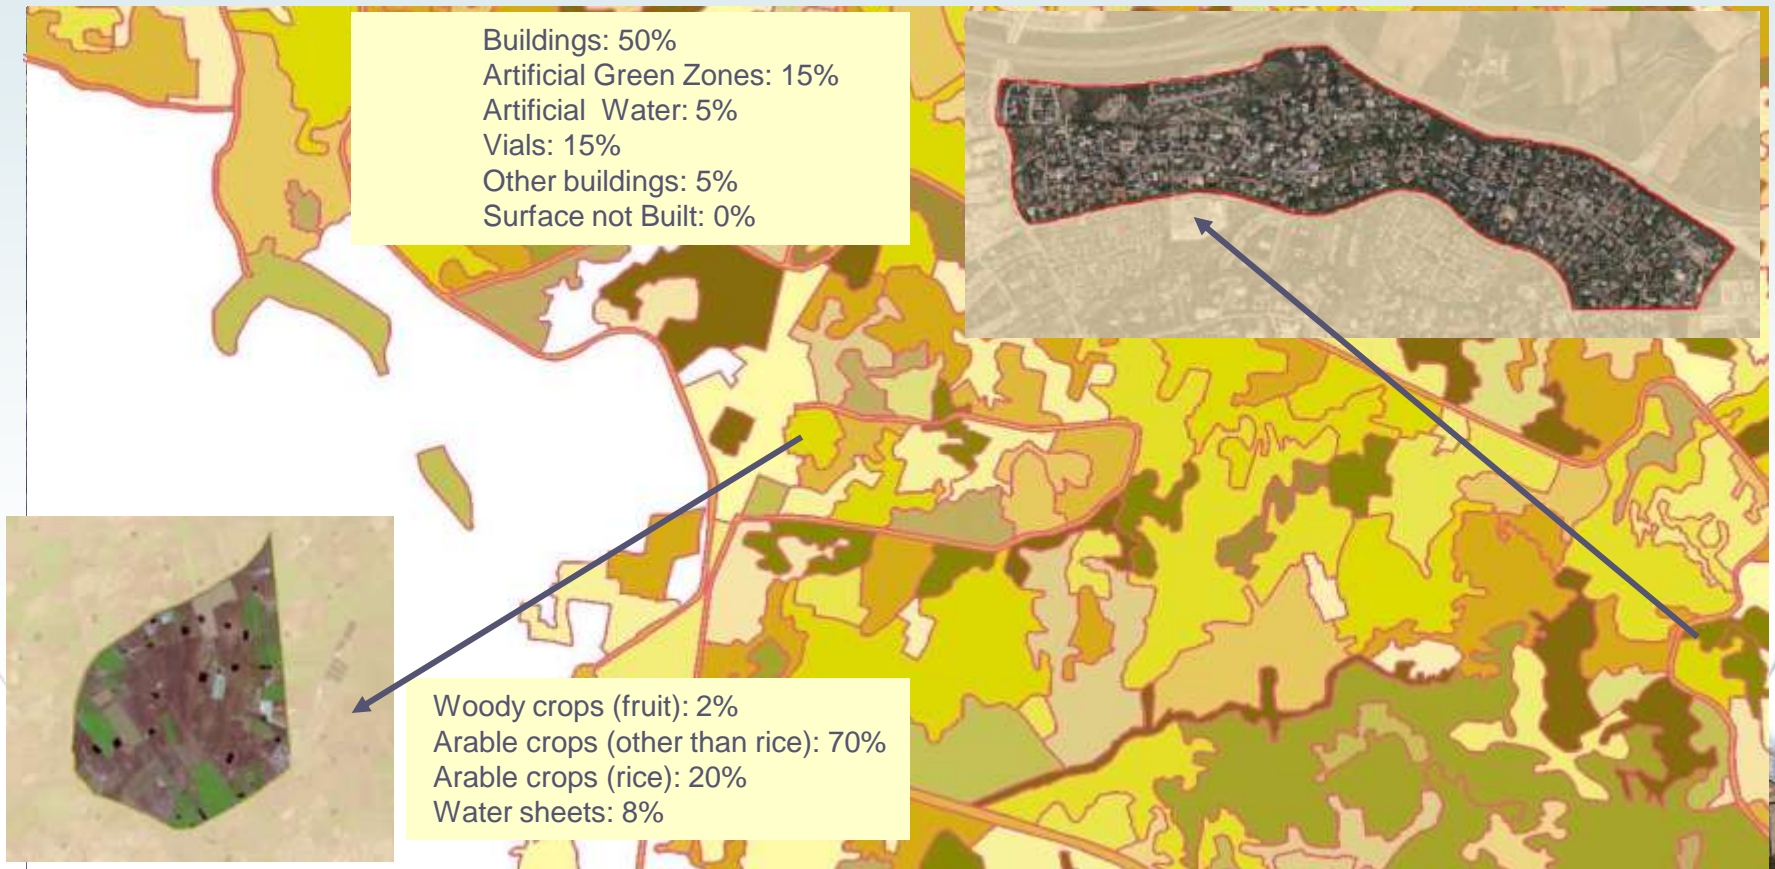 Buildings: 50%
Artificial Green Zones: 15%
Artificial  Water: 5%
Vials: 15%
Other buildings: 5%
Surface not Built: 0%
Woody crops (fruit): 2%
Arable crops (other than rice): 70%
Arable crops (rice): 20%
Water sheets: 8%